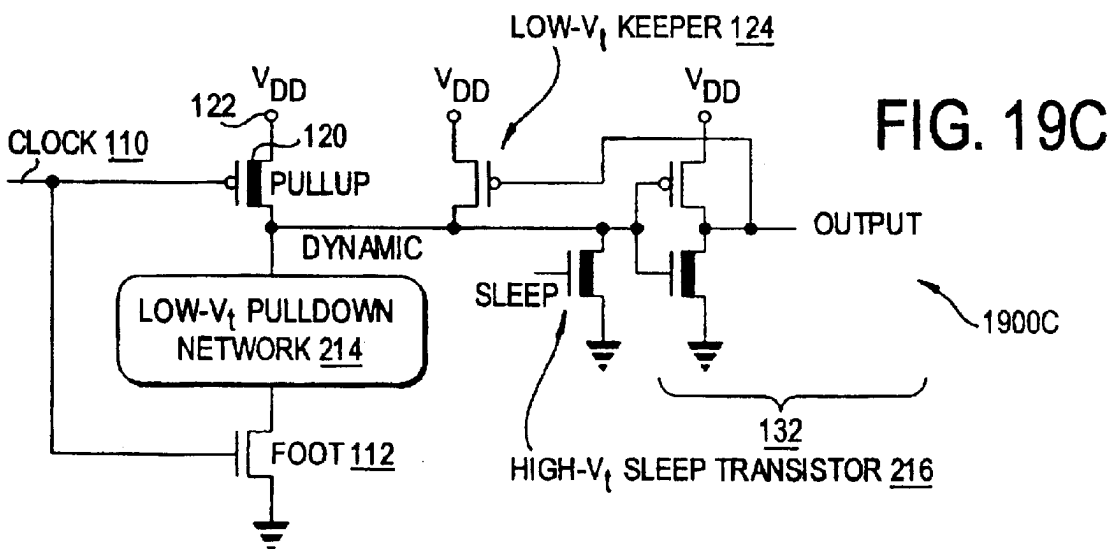 LOW-Vt KEEPER 124
VDD
VDD
VDD
FIG. 19C
122
120
CLOCK 110
PULLUP
OUTPUT
DYNAMIC
SLEEP
LOW-Vt PULLDOWN
NETWORK 214
1900C
FOOT 112
132
HIGH-Vt SLEEP TRANSISTOR 216